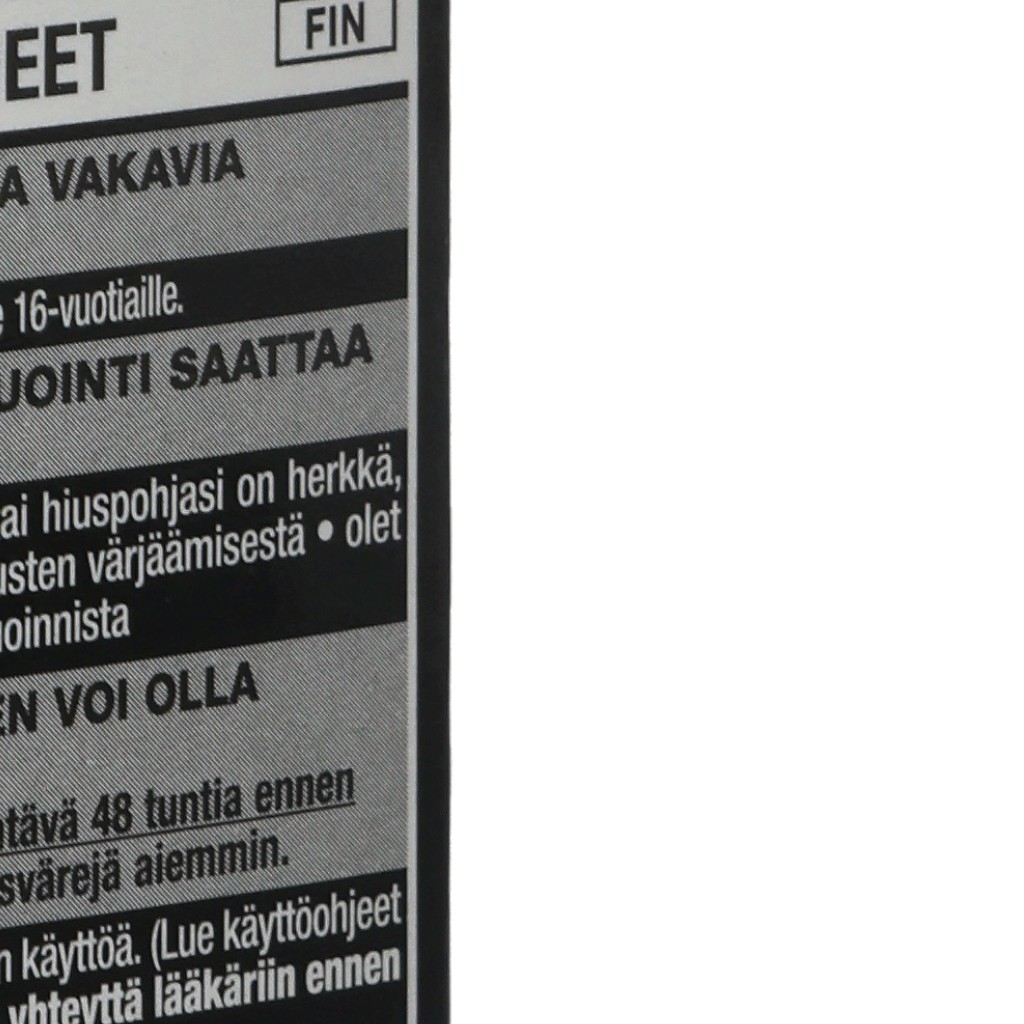 FIN
EET
A VAKAVIA
16-vuotiaille.
UOINTI SAATTAA
ai hiuspohjasi on herkkä,
usten värjäämisestä • olet
oinnista
EN VOI OLLA
tävä 48 tuntia ennen
svärejä aiemmin.
n käyttöä. (Lue käyttöohjeet
yhteyttä lääkäriin ennen